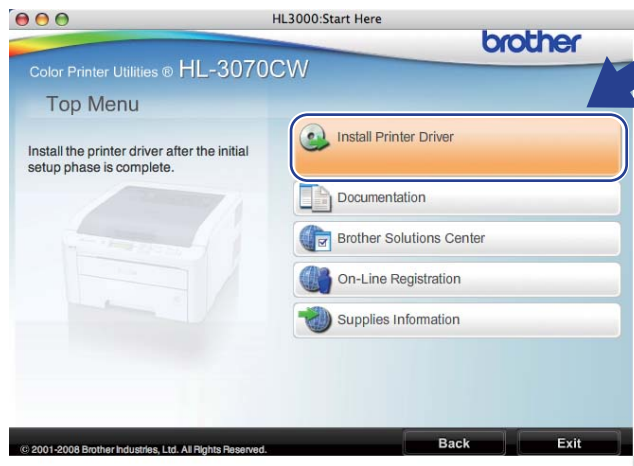 HL3000:Start Here
brother
Color Printer Utilities ® HL-3070CW
Top Menu
Install the printer driver after the initial
setup phase is complete.
Install Printer Driver
Documentation
Brother Solutions Center
On-Line Registration
Supplies Information
© 2001-2008 Brother Industries, Ltd. All Rights Reserved.
Back
Exit